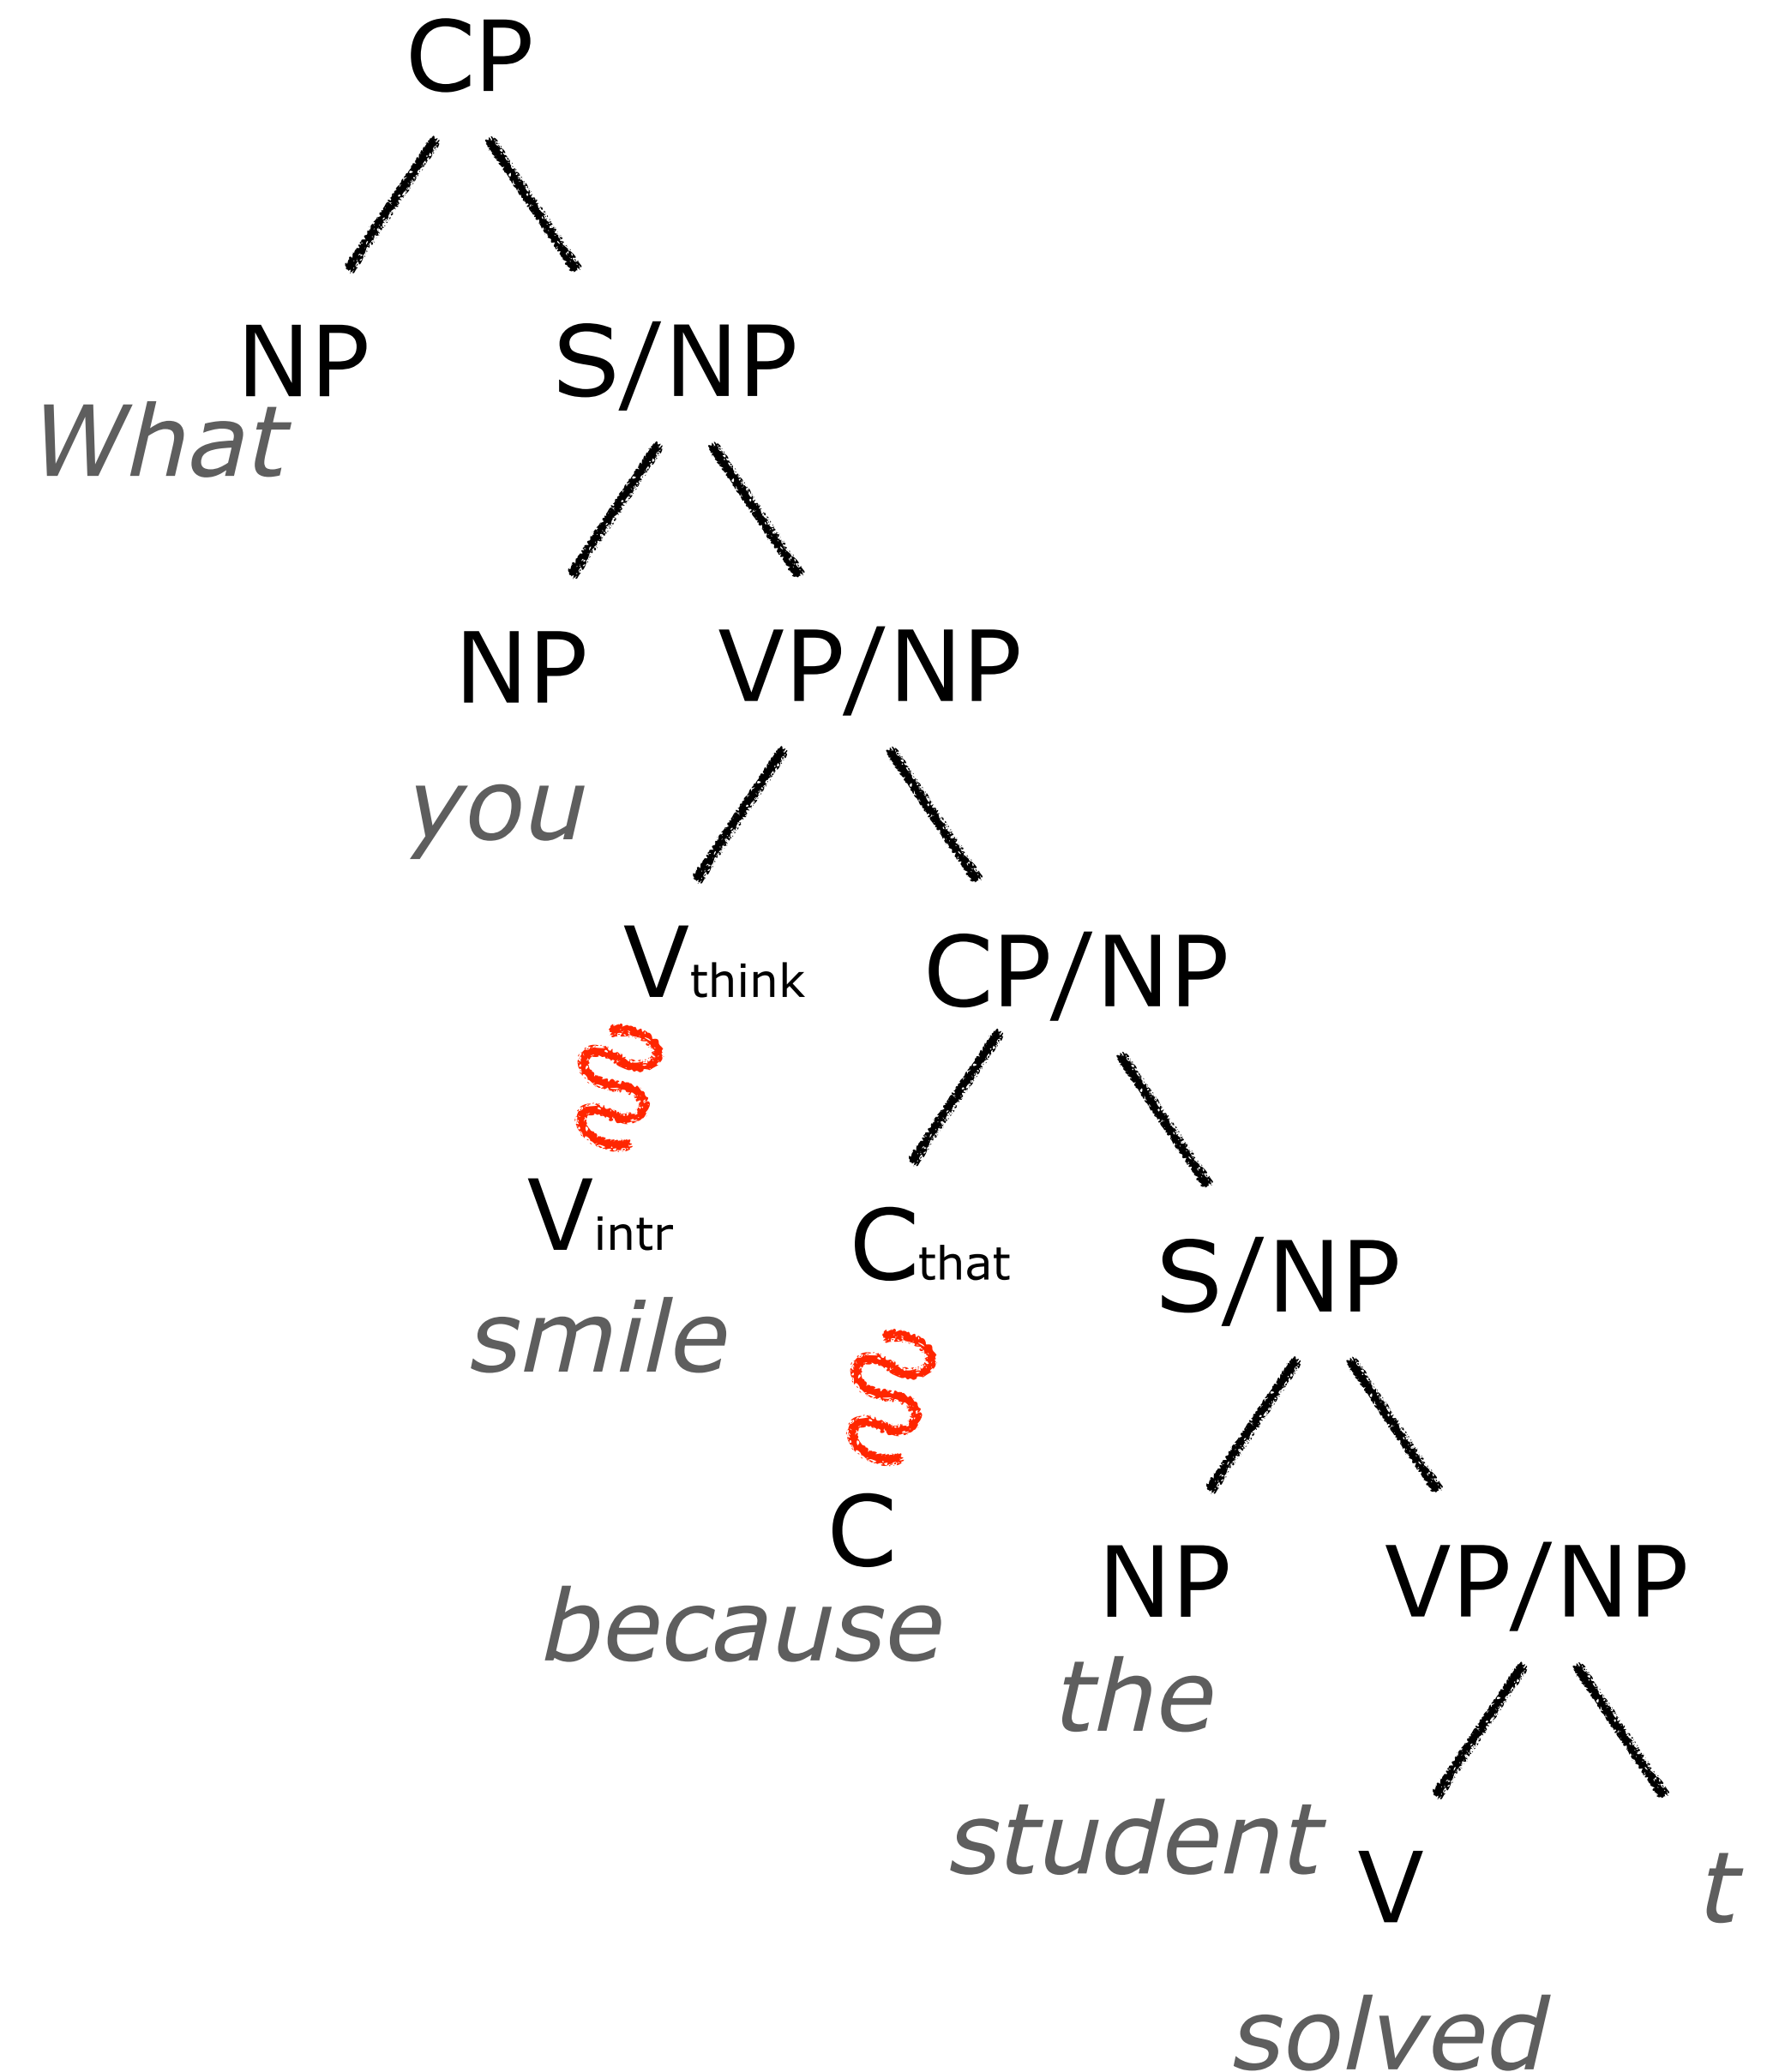 CP
NP S/NP
What
NP VP/NP
you
Vthink CP/NP
Vintr Cthat S/NP
smile
C NP VP/NP
because the
student V t
solved